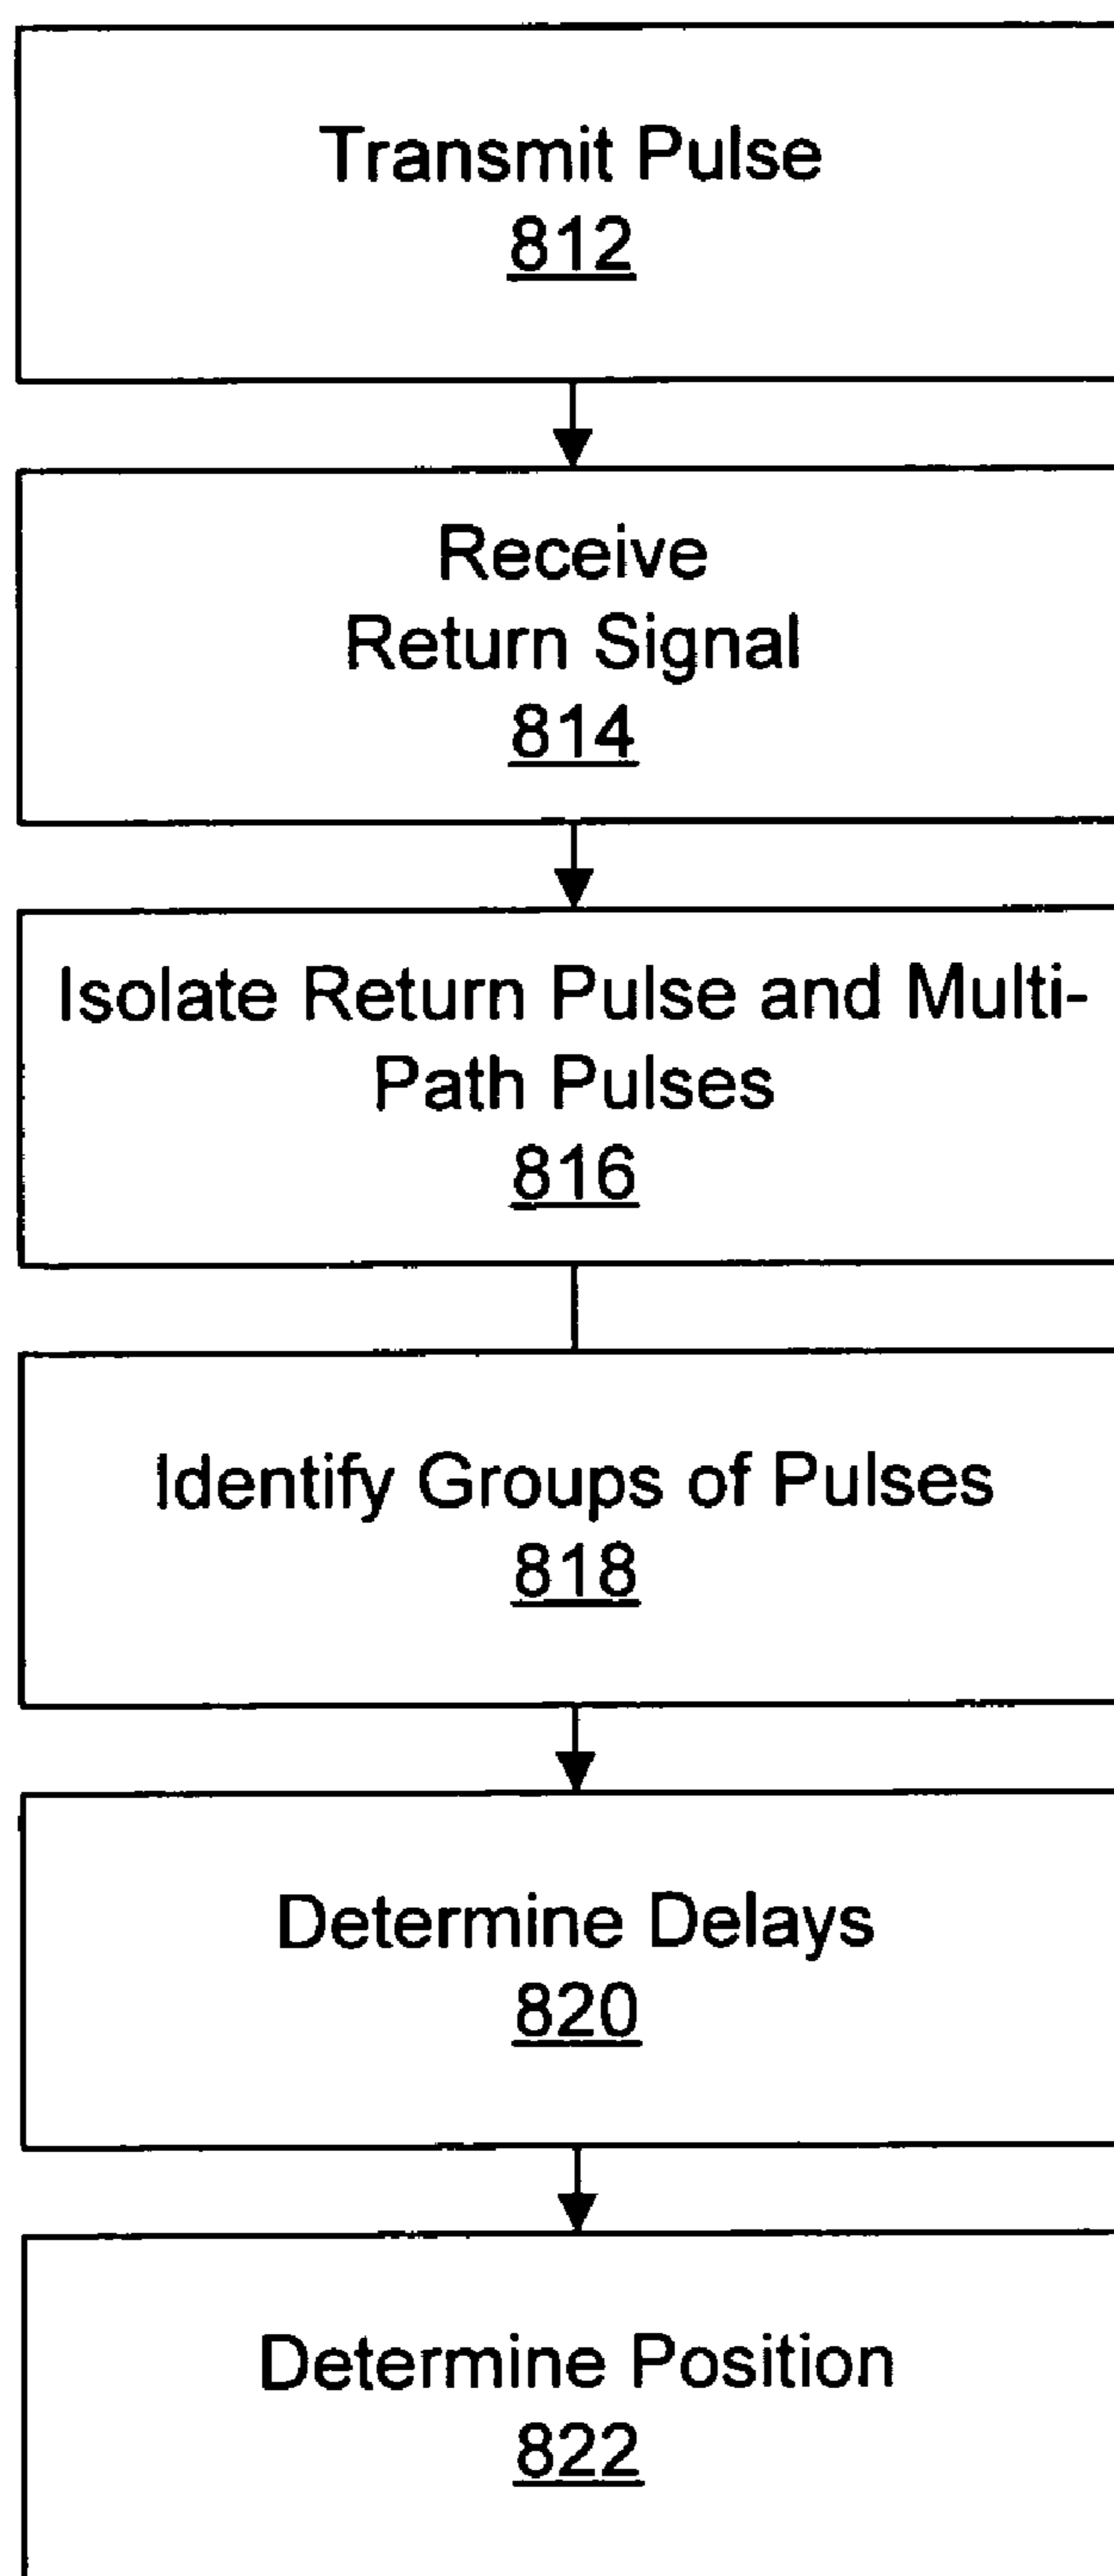 Transmit Pulse
812
Receive
Return Signal
814
Isolate Return Pulse and Multi-
Path Pulses
816
Identify Groups of Pulses
818
Determine Delays
820
Determine Position
822